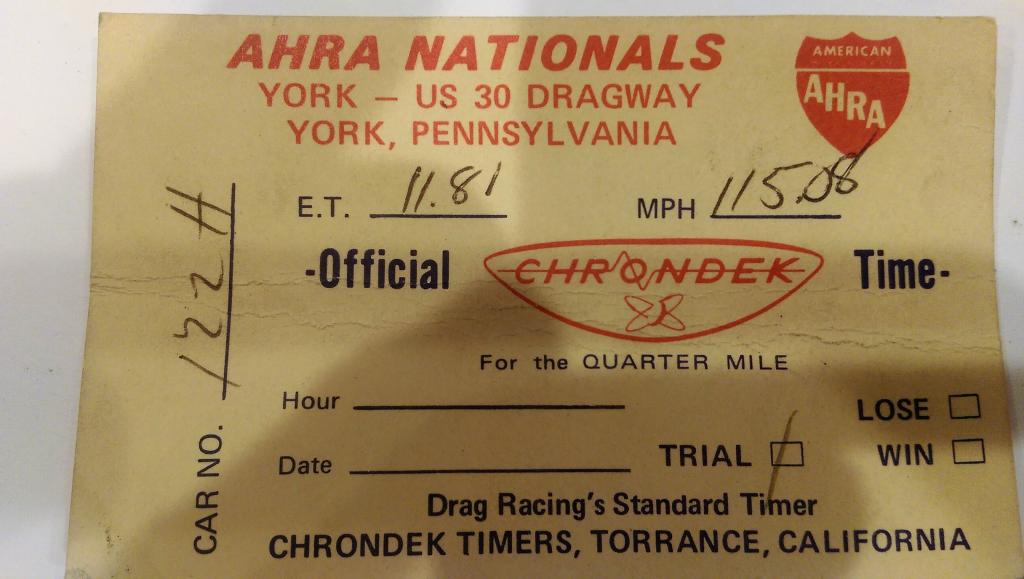 AHRA NATIONALS
YORK – US 30 DRAGWAY
YORK, PENNSYLVANIA
AMERICAN
AHRA
E.T. 11.81 MPH 115.08
-Official CHRONDEK Time-
For the QUARTER MILE
Hour
LOSE
Date TRIAL / WIN
CAR NO. 122H
Drag Racing's Standard Timer
CHRONDEK TIMERS, TORRANCE, CALIFORNIA